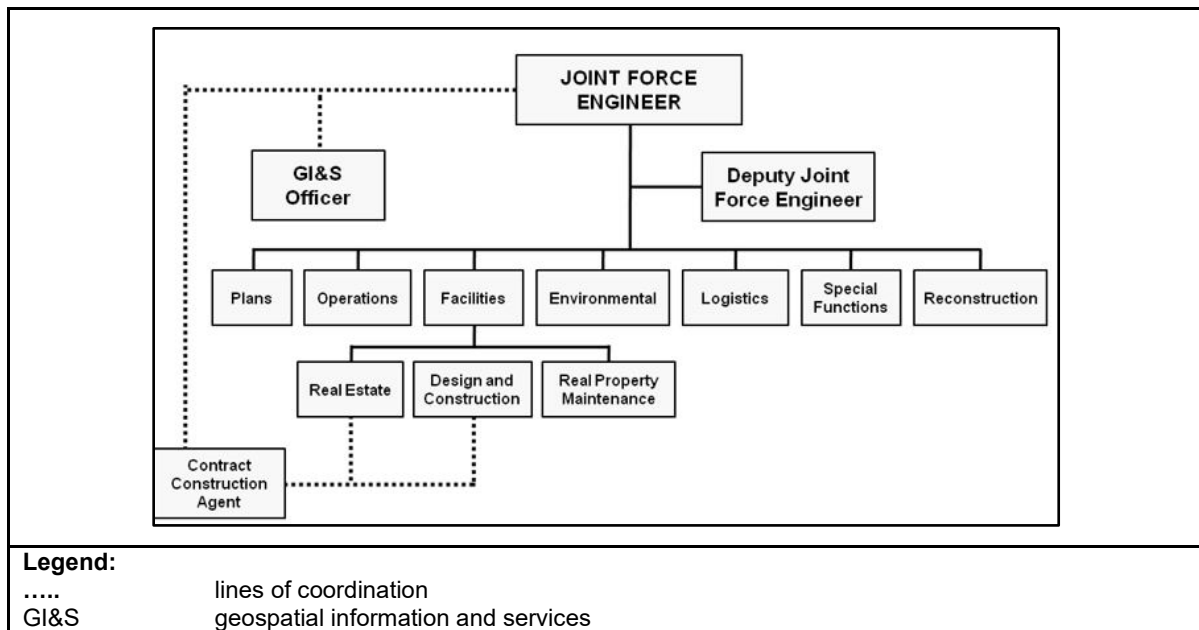 JOINT FORCE
ENGINEER
GI&S
Officer
Deputy Joint
Force Engineer
Plans
Operations
Facilities
Environmental
Logistics
Special
Functions
Reconstruction
Real Estate
Design and
Construction
Real Property
Maintenance
Contract
Construction
Agent
Legend:
….. lines of coordination
GI&S geospatial information and services